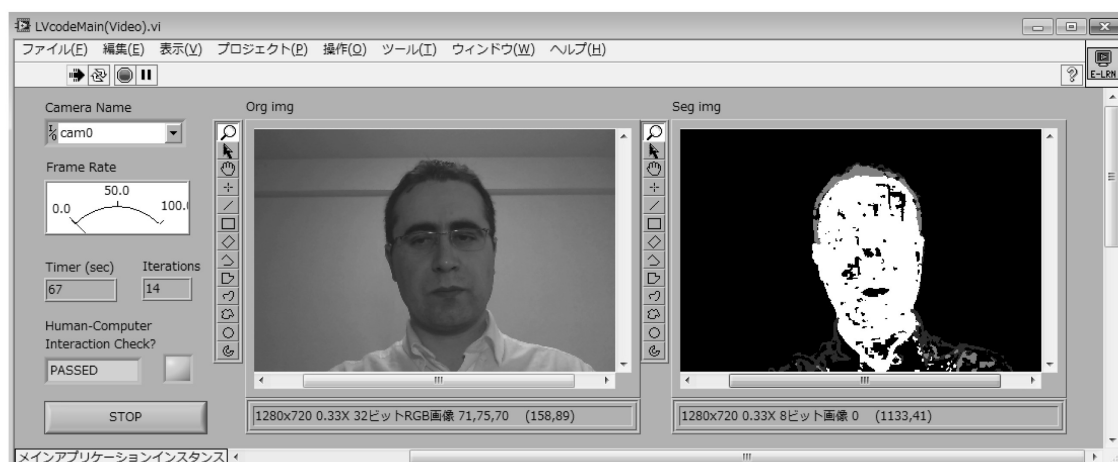 LVcodeMain(Video).vi
ファイル(F) 編集(E) 表示(V) プロジェクト(P) 操作(O) ツール(T) ウィンドウ(W) ヘルプ(H)
?
E-LRN
Camera Name
I/0 cam0
Frame Rate
0.0 50.0 100.
Timer (sec) Iterations
67 14
Human-Computer
Interaction Check?
PASSED
STOP
Org img
1280x720 0.33X 32ビットRGB画像 71,75,70 (158,89)
Seg img
1280x720 0.33X 8ビット画像 0 (1133,41)
メインアプリケーションインスタンス